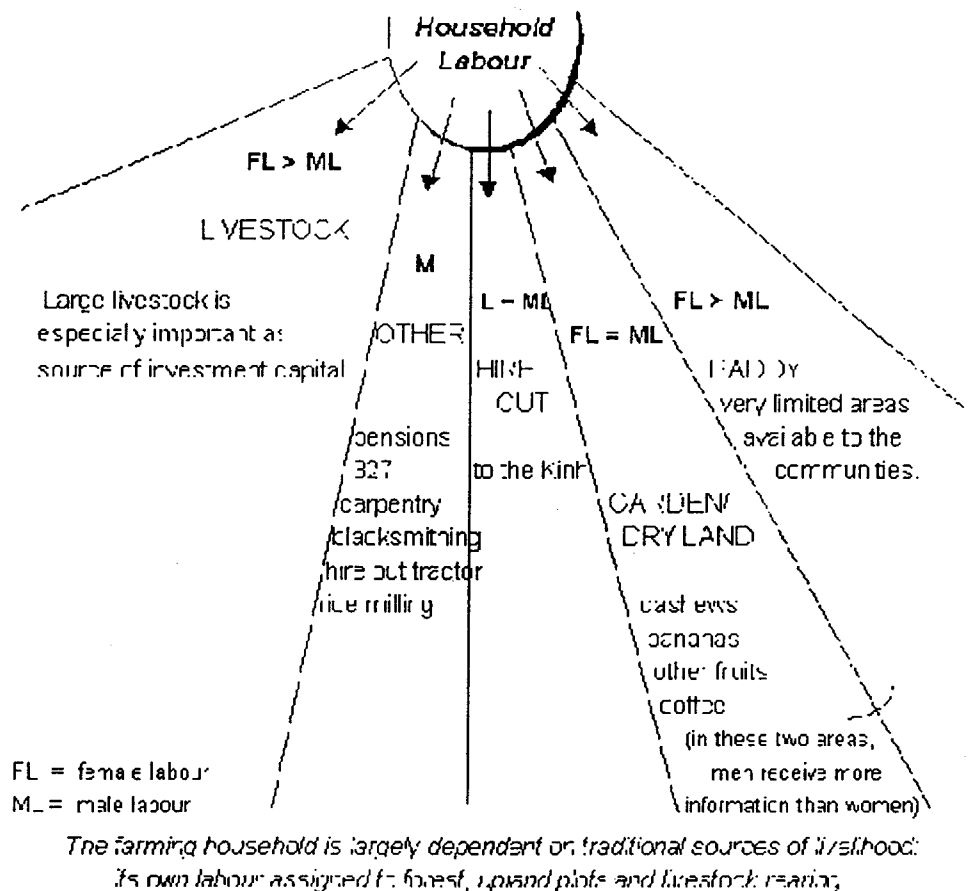 Household
Labour
FL > ML
LIVESTOCK
Large livestock is
especially important as
source of investment capital
M
OTHER
pensions
327
carpentry
blacksmithing
hire out tractor
rice milling
L = ML
HIRE
OUT
to the Kinh
FL = ML
GARDEN/
DRY LAND
cashews
bananas
other fruits
coffee
(in these two areas,
men receive more
information than women)
FL > ML
PADDY
very limited areas
available to the
communities.
FL = female labour
ML = male labour
The farming household is largely dependent on traditional sources of livelihood:
its own labour assigned to forest, upland plots and livestock rearing